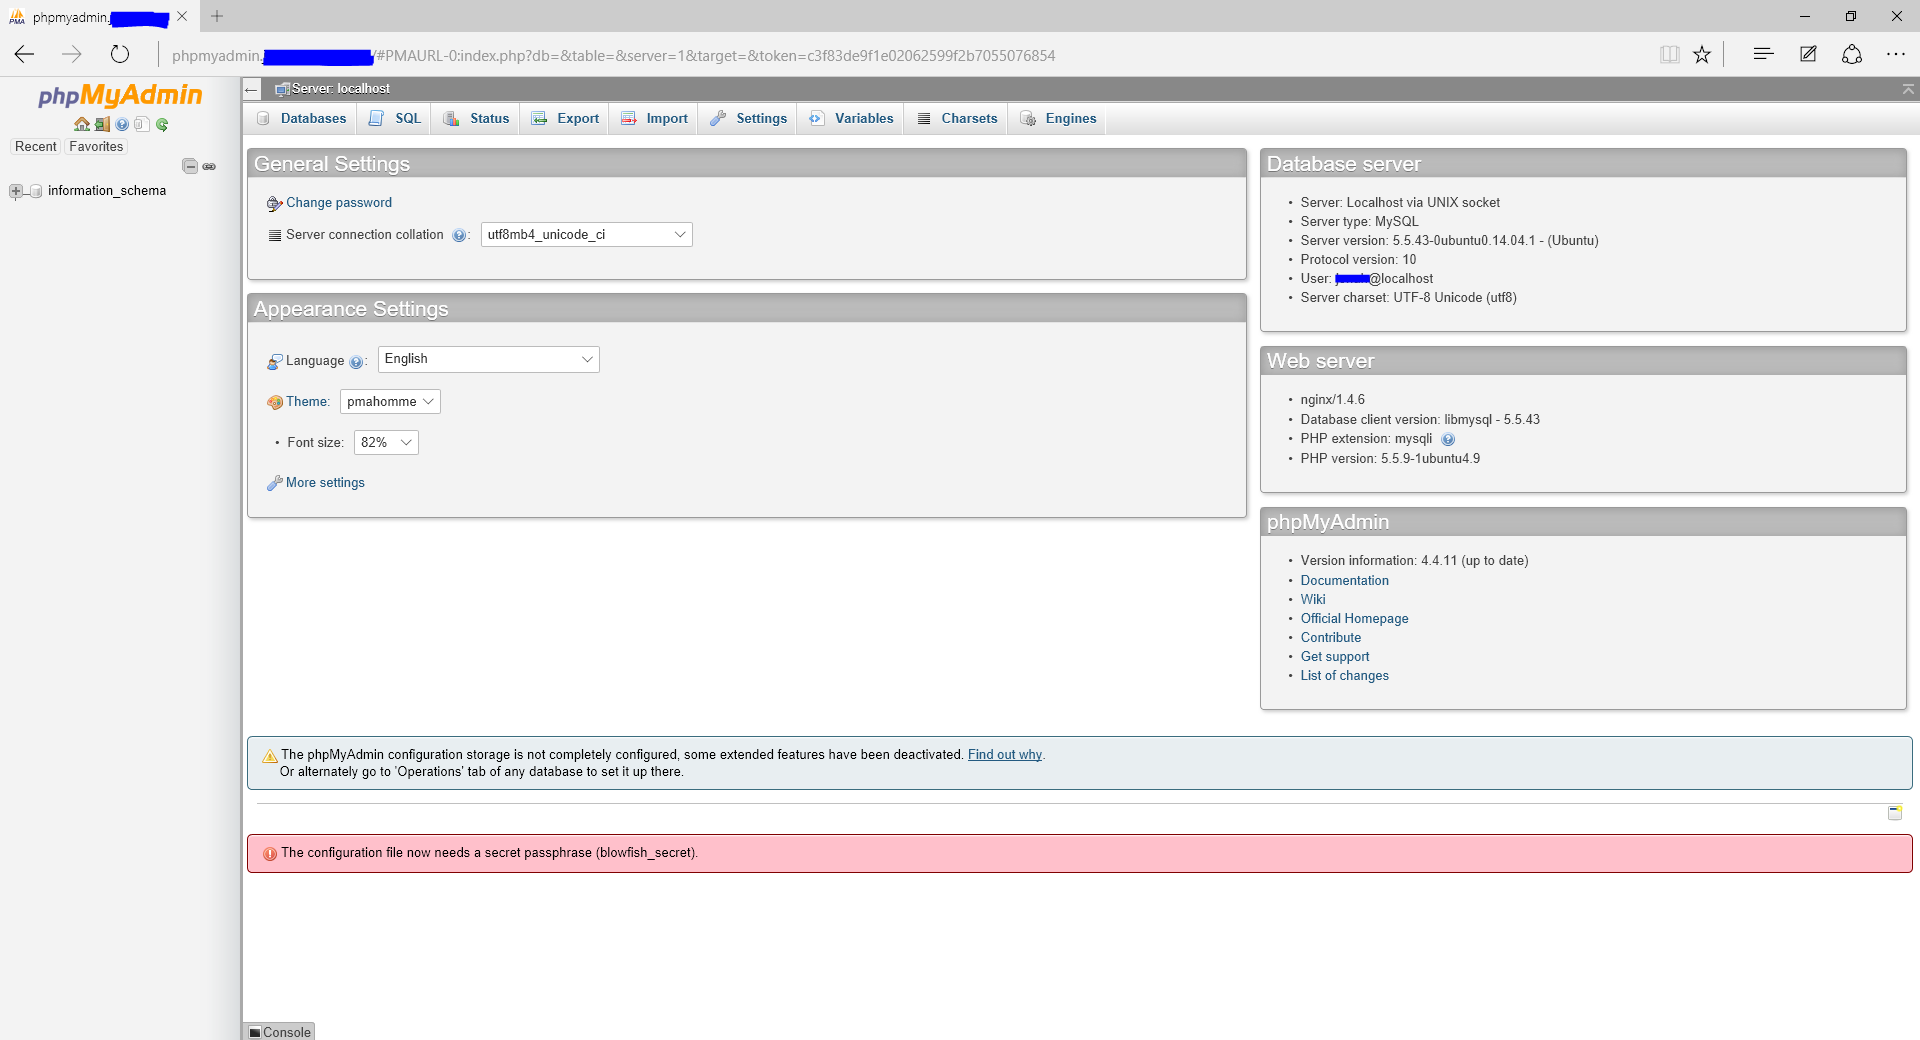 phpmyadmin.
phpmyadmin. /#PMAURL-0:index.php?db=&table=&server=1&target=&token=c3f83de9f1e02062599f2b7055076854
phpMyAdmin
Recent Favorites
information_schema
Server: localhost
Databases SQL Status Export Import Settings Variables Charsets Engines
General Settings
Change password
Server connection collation : utf8mb4_unicode_ci
Appearance Settings
Language : English
Theme: pmahomme
• Font size: 82%
More settings
Database server
• Server: Localhost via UNIX socket
• Server type: MySQL
• Server version: 5.5.43-0ubuntu0.14.04.1 - (Ubuntu)
• Protocol version: 10
• User: @localhost
• Server charset: UTF-8 Unicode (utf8)
Web server
• nginx/1.4.6
• Database client version: libmysql - 5.5.43
• PHP extension: mysqli
• PHP version: 5.5.9-1ubuntu4.9
phpMyAdmin
• Version information: 4.4.11 (up to date)
• Documentation
• Wiki
• Official Homepage
• Contribute
• Get support
• List of changes
The phpMyAdmin configuration storage is not completely configured, some extended features have been deactivated. Find out why.
Or alternately go to 'Operations' tab of any database to set it up there.
The configuration file now needs a secret passphrase (blowfish_secret).
Console